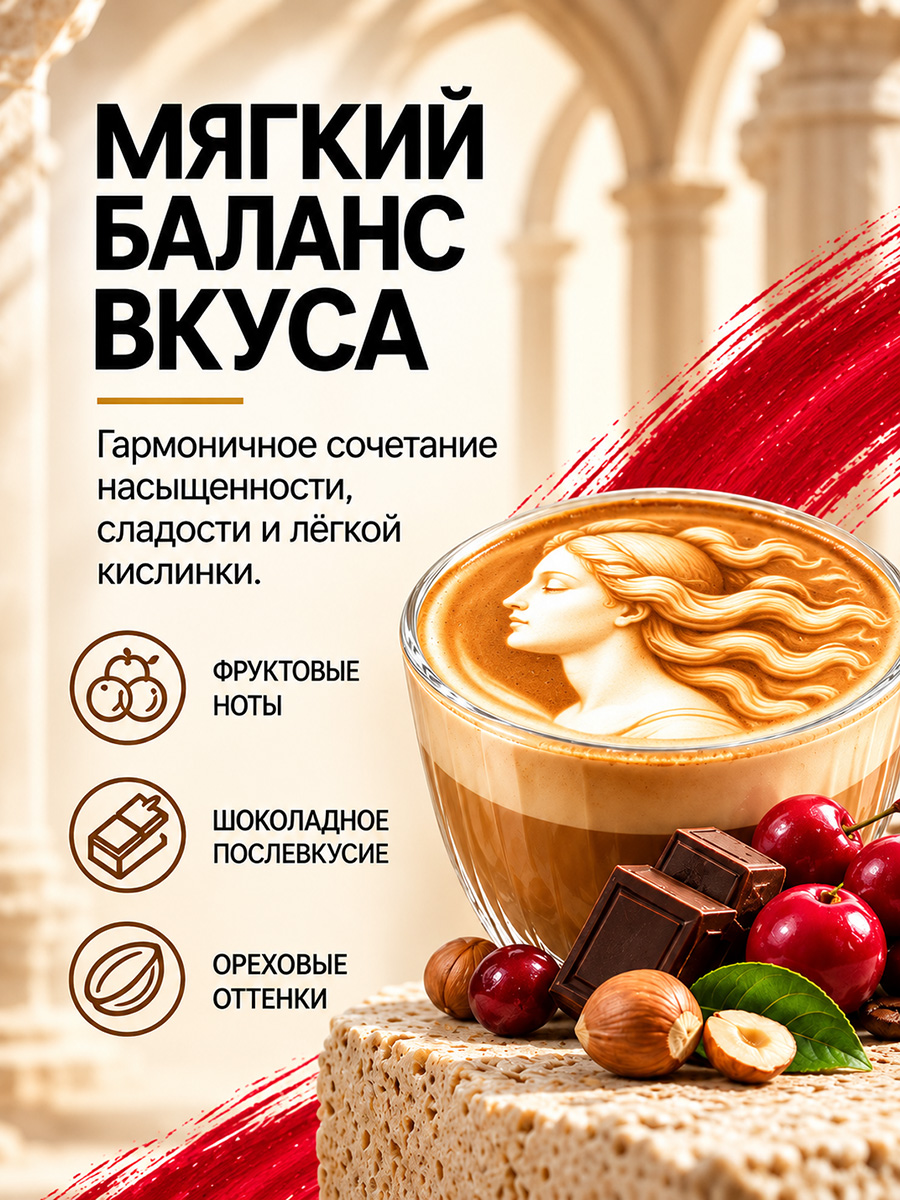 МЯГКИЙ
БАЛАНС
ВКУСА
Гармоничное сочетание
насыщенности,
сладости и лёгкой
кислинки.
ФРУКТОВЫЕ
НОТЫ
ШОКОЛАДНОЕ
ПОСЛЕВКУСИЕ
ОРЕХОВЫЕ
ОТТЕНКИ